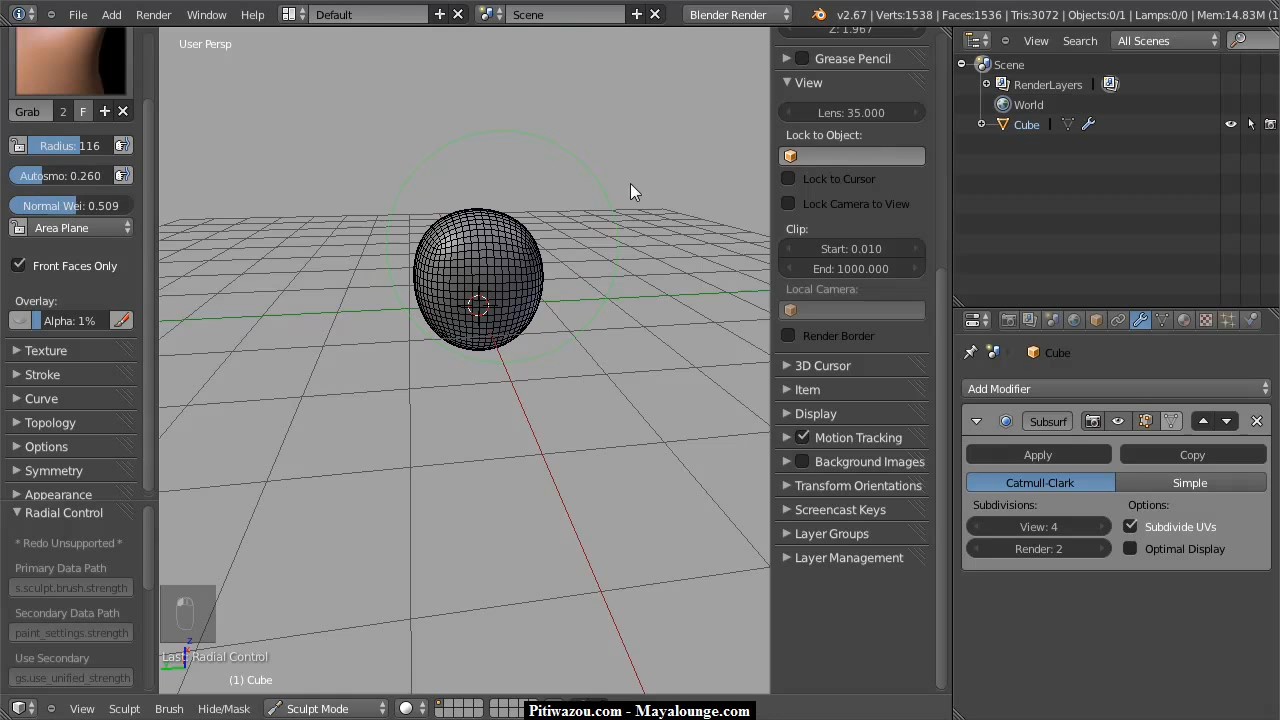 File Add Render Window Help Default Scene Blender Render v2.67 | Verts:1538 | Faces:1536 | Tris:3072 | Objects:0/1 | Lamps:0/0 | Mem:14.83M (1
User Persp
Grab 2 F
Radius: 116
Autosmo: 0.260
Normal Wei: 0.509
Area Plane
Front Faces Only
Overlay:
Alpha: 1%
Texture
Stroke
Curve
Topology
Options
Symmetry
Appearance
Radial Control
* Redo Unsupported *
Primary Data Path
s.sculpt.brush.strength
Secondary Data Path
paint_settings.strength
Use Secondary
gs.use_unified_strength
z
Last: Radial Control
(1) Cube
Z: 1.967
Grease Pencil
View
Lens: 35.000
Lock to Object:
Lock to Cursor
Lock Camera to View
Clip:
Start: 0.010
End: 1000.000
Local Camera:
Render Border
3D Cursor
Item
Display
Motion Tracking
Background Images
Transform Orientations
Screencast Keys
Layer Groups
Layer Management
View Search All Scenes
Scene
RenderLayers |
World
Cube |
Cube
Add Modifier
Subsurf
Apply Copy
Catmull-Clark Simple
Subdivisions: Options:
View: 4 Subdivide UVs
Render: 2 Optimal Display
View Sculpt Brush Hide/Mask Sculpt Mode
Pitiwazou.com - Mayalounge.com